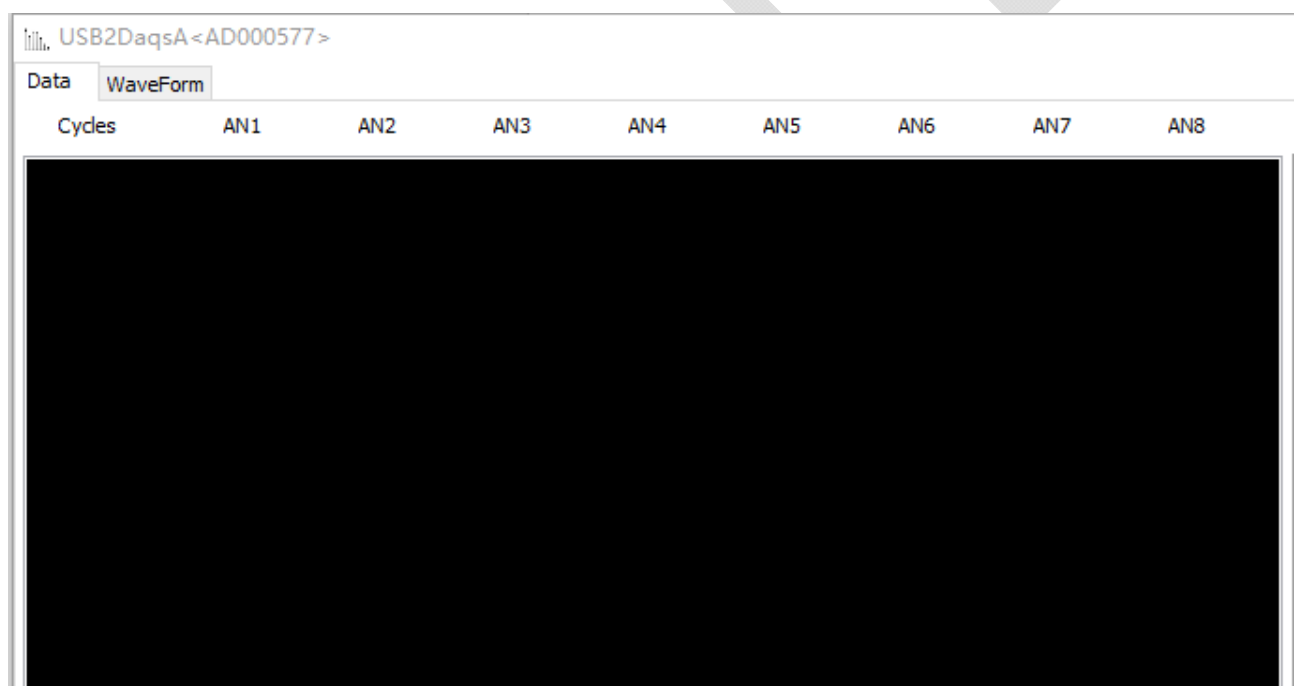 USB2DaqsA<AD000577>
Data WaveForm
Cycles AN1 AN2 AN3 AN4 AN5 AN6 AN7 AN8